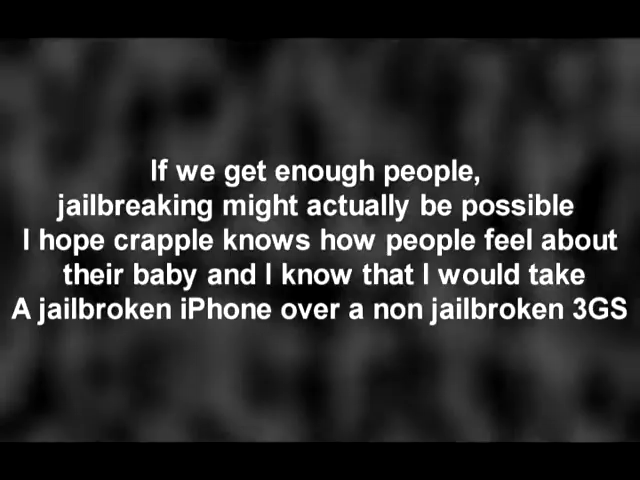 If we get enough people,
jailbreaking might actually be possible
I hope crapple knows how people feel about
their baby and I know that I would take
A jailbroken iPhone over a non jailbroken 3GS